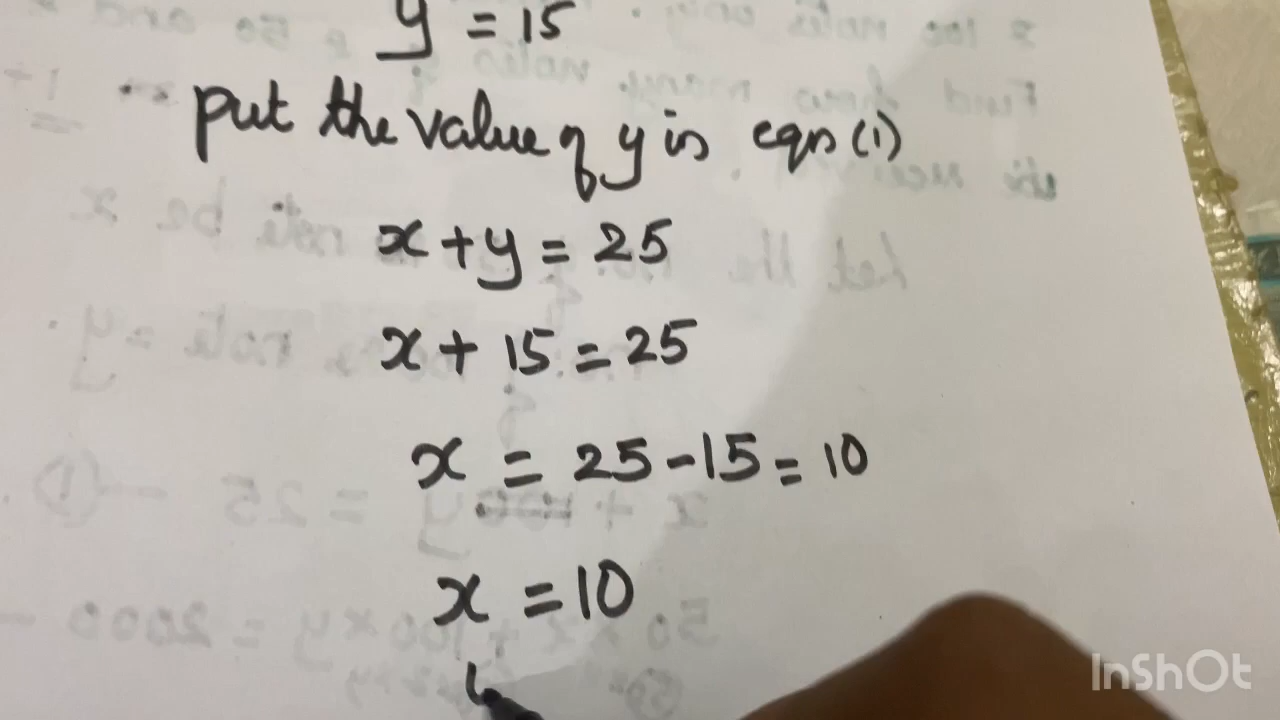 y = 15
put the value of y in eqn (1)
x + y = 25
x + 15 = 25
x = 25 - 15 = 10
x = 10
InShOt